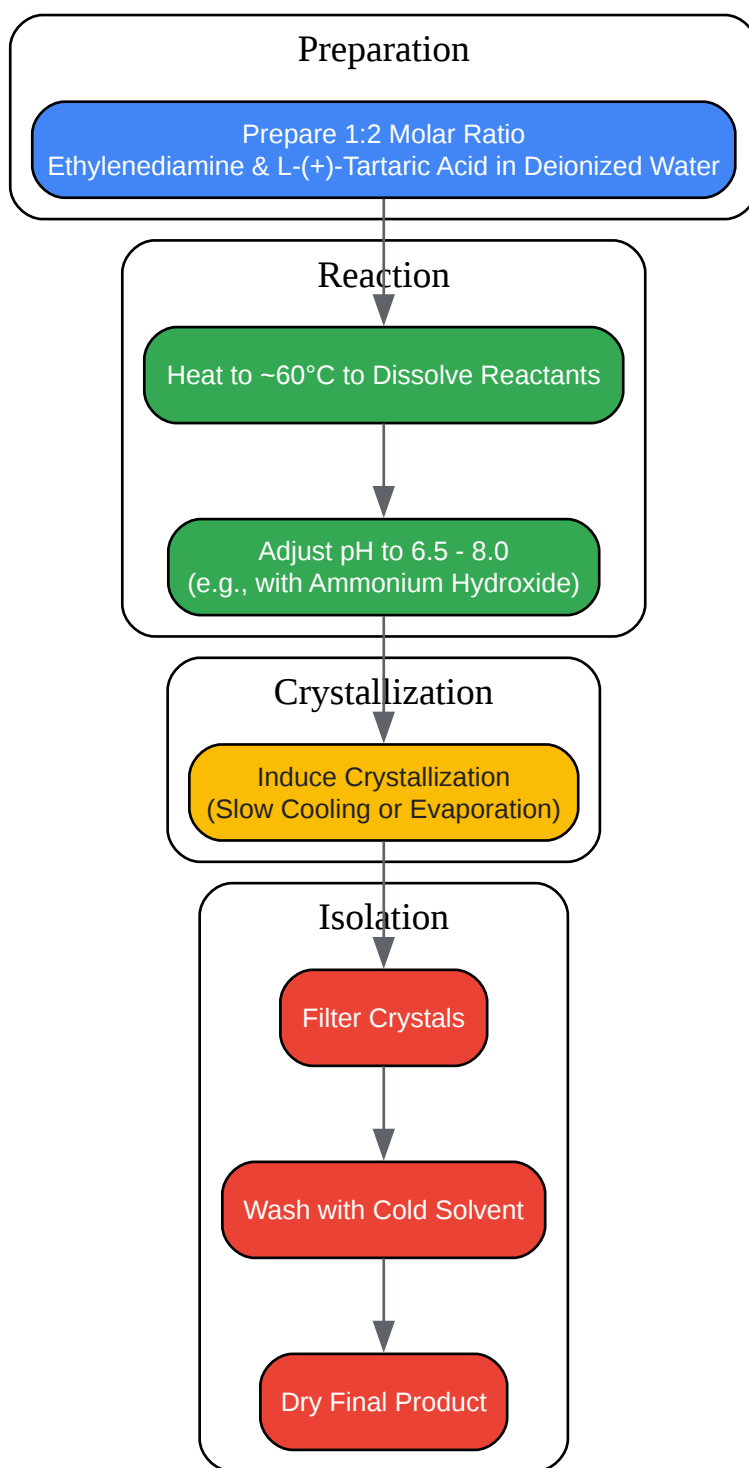 Preparation
Prepare 1:2 Molar Ratio
Ethylenediamine & L-(+)-Tartaric Acid in Deionized Water
Reaction
Heat to ~60°C to Dissolve Reactants
Adjust pH to 6.5 - 8.0
(e.g., with Ammonium Hydroxide)
Crystallization
Induce Crystallization
(Slow Cooling or Evaporation)
Isolation
Filter Crystals
Wash with Cold Solvent
Dry Final Product